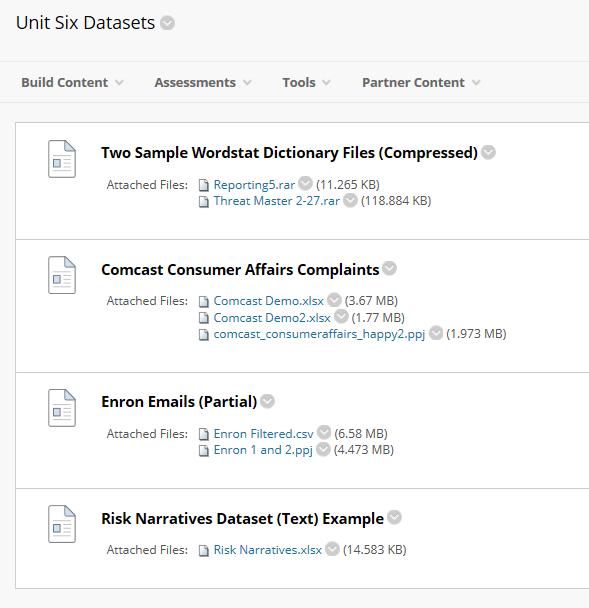 Unit Six Datasets
Build Content Assessments Tools Partner Content
Two Sample Wordstat Dictionary Files (Compressed)
Attached Files: Reporting5.rar (11.265 KB)
Threat Master 2-27.rar (118.884 KB)
Comcast Consumer Affairs Complaints
Attached Files: Comcast Demo.xlsx (3.67 MB)
Comcast Demo2.xlsx (1.77 MB)
comcast_consumeraffairs_happy2.ppj (1.973 MB)
Enron Emails (Partial)
Attached Files: Enron Filtered.csv (6.58 MB)
Enron 1 and 2.ppj (4.473 MB)
Risk Narratives Dataset (Text) Example
Attached Files: Risk Narratives.xlsx (14.583 KB)